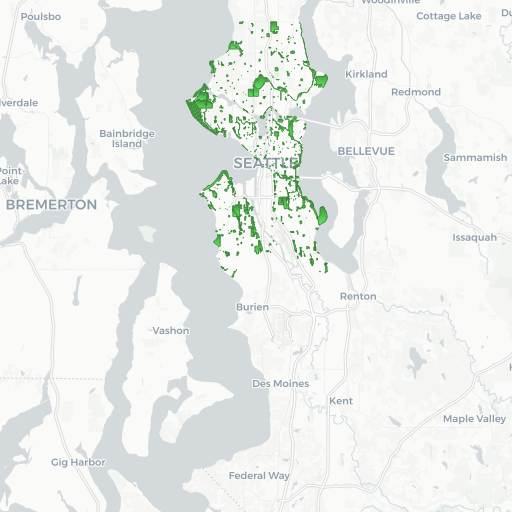 Woodinville
Poulsbo
Cottage Lake
Kirkland
Redmond
Bainbridge
Island
BELLEVUE
SEATTLE
Sammamish
Point
Lake
BREMERTON
Issaquah
Renton
Burien
Vashon
Des Moines
Kent
Maple Valley
Gig Harbor
Federal Way